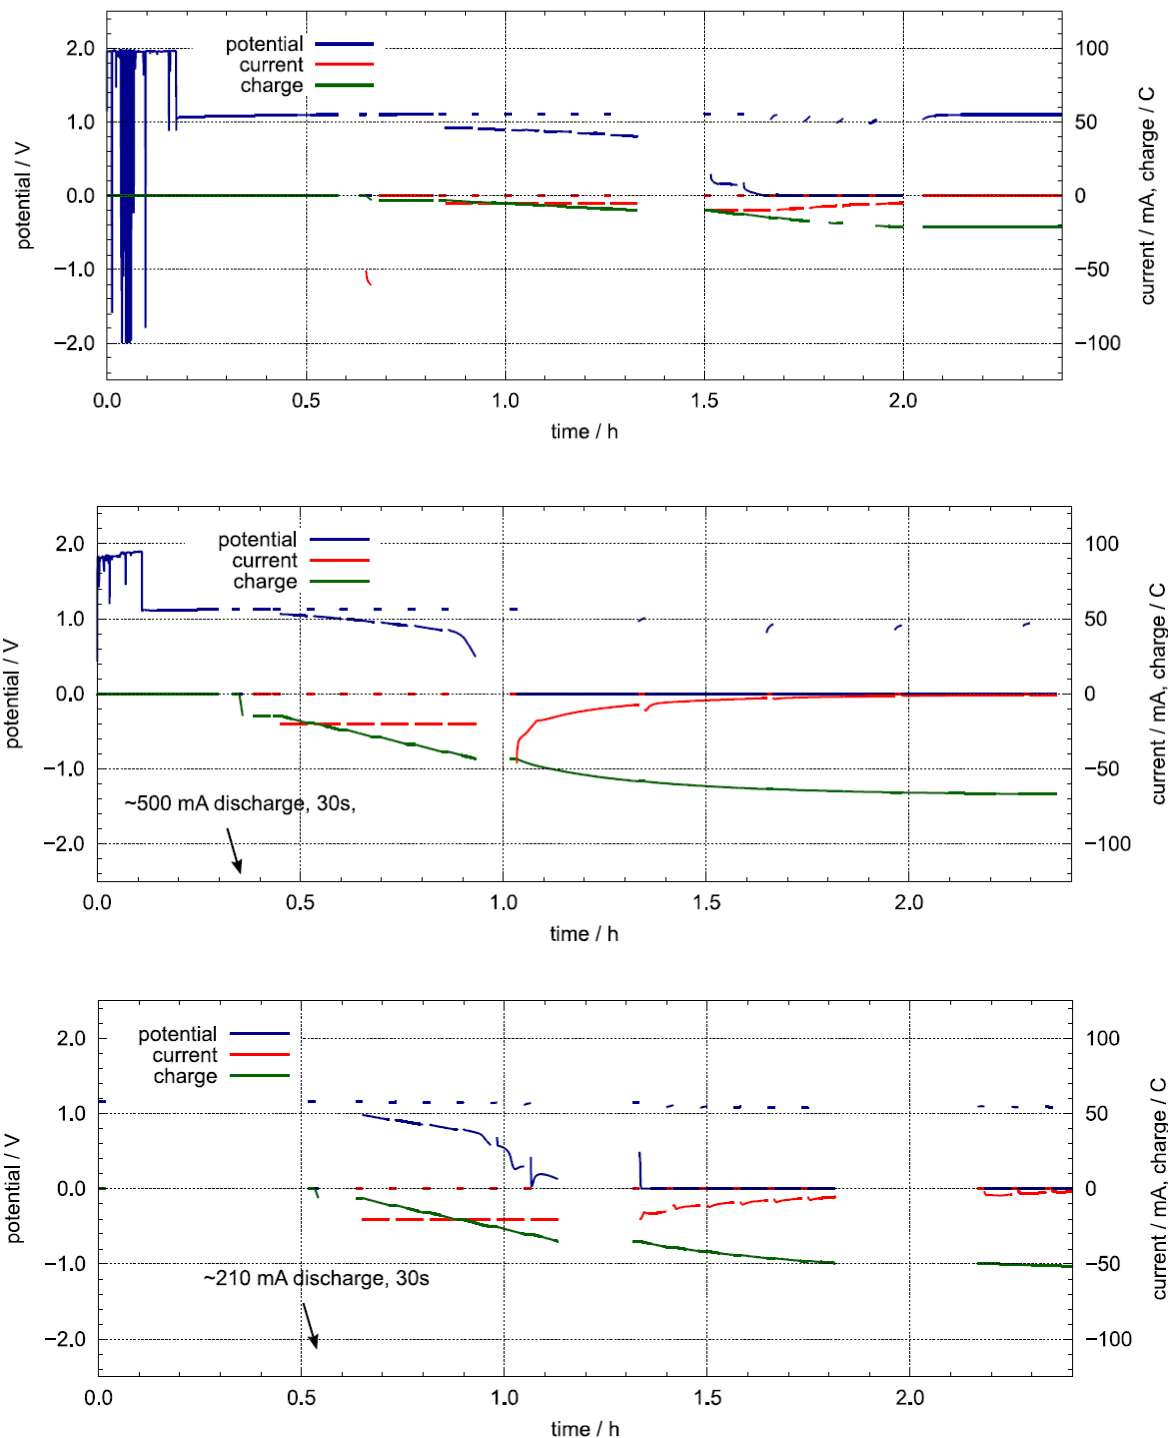 potential
current
charge
2.0
1.0
0.0
−1.0
−2.0
100
50
0
−50
−100
potential / V
current / mA, charge / C
0.0 0.5 1.0 1.5 2.0
time / h
potential
current
charge
2.0
1.0
0.0
−1.0
−2.0
100
50
0
−50
−100
potential / V
current / mA, charge / C
~500 mA discharge, 30s,
0.0 0.5 1.0 1.5 2.0
time / h
potential
current
charge
2.0
1.0
0.0
−1.0
−2.0
100
50
0
−50
−100
potential / V
current / mA, charge / C
~210 mA discharge, 30s
0.0 0.5 1.0 1.5 2.0
time / h